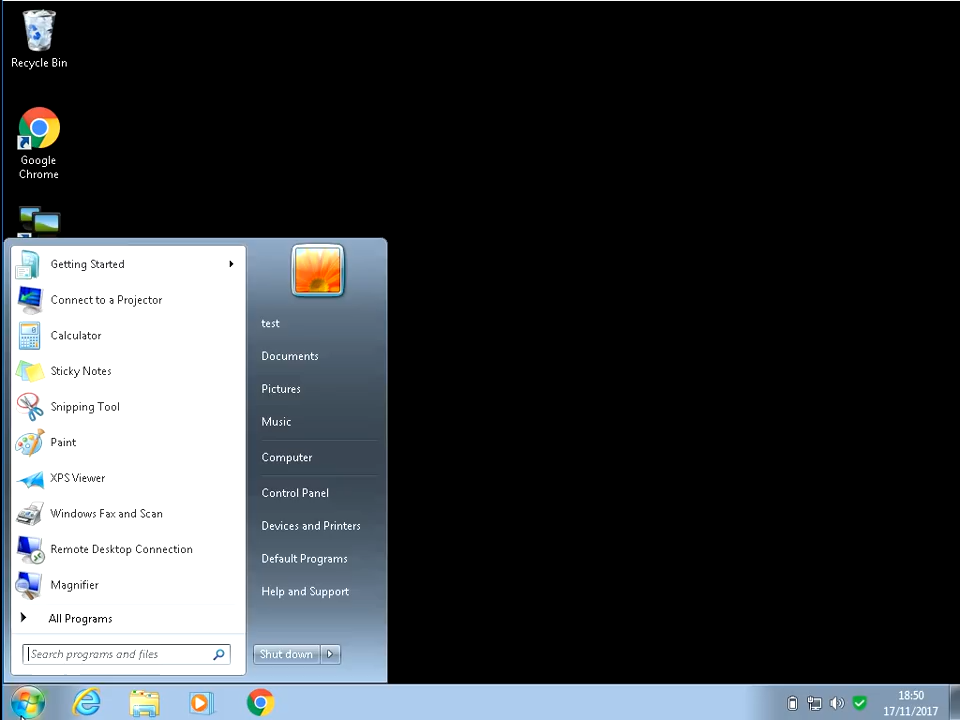 Recycle Bin
Google
Chrome
Getting Started
Connect to a Projector
Calculator
Sticky Notes
Snipping Tool
Paint
XPS Viewer
Windows Fax and Scan
Remote Desktop Connection
Magnifier
All Programs
Search programs and files
test
Documents
Pictures
Music
Computer
Control Panel
Devices and Printers
Default Programs
Help and Support
Shut down
18:50
17/11/2017